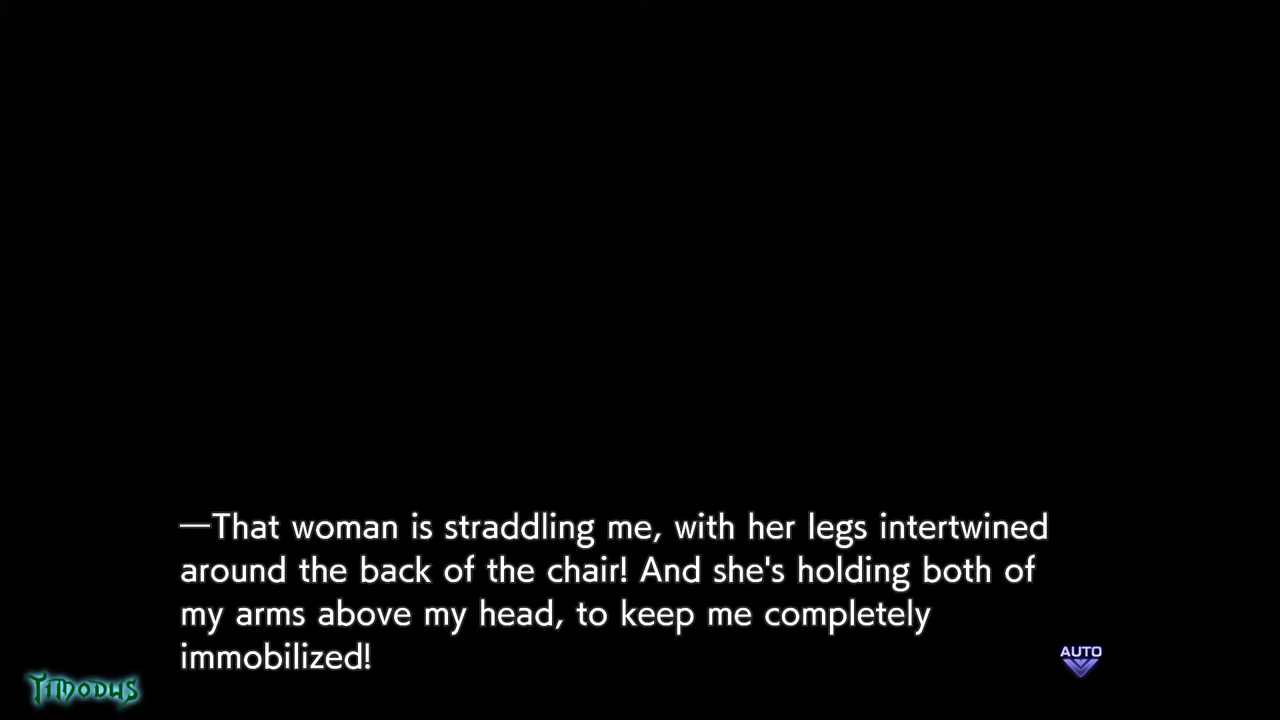 —That woman is straddling me, with her legs intertwined
around the back of the chair! And she's holding both of
my arms above my head, to keep me completely
immobilized!
AUTO
TIMODUS